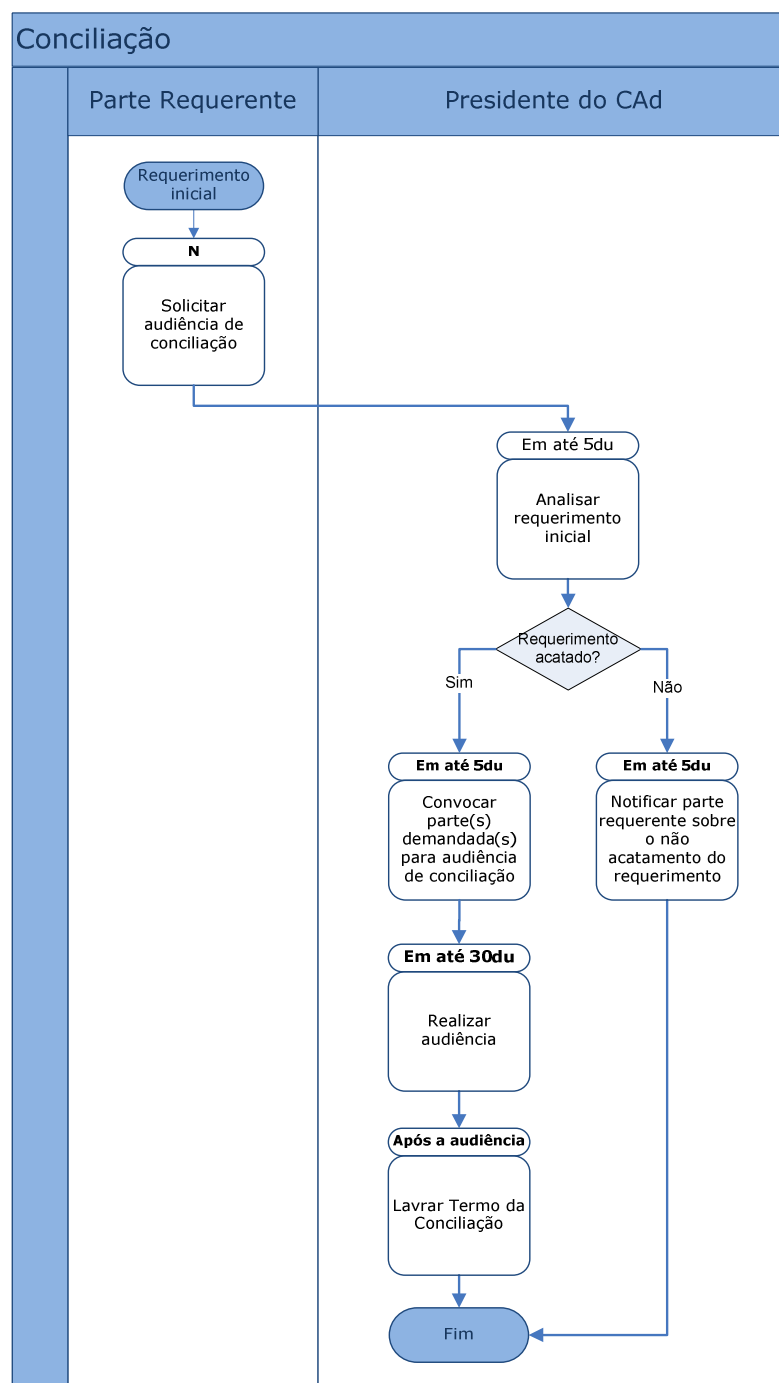 Conciliação
Parte Requerente
Presidente do CAd
Requerimento
inicial
N
Solicitar
audiência de
conciliação
Em até 5du
Analisar
requerimento
inicial
Requerimento
acatado?
Sim
Não
Em até 5du
Convocar
parte(s)
demandada(s)
para audiência
de conciliação
Em até 5du
Notificar parte
requerente sobre
o não
acatamento do
requerimento
Em até 30du
Realizar
audiência
Após a audiência
Lavrar Termo da
Conciliação
Fim